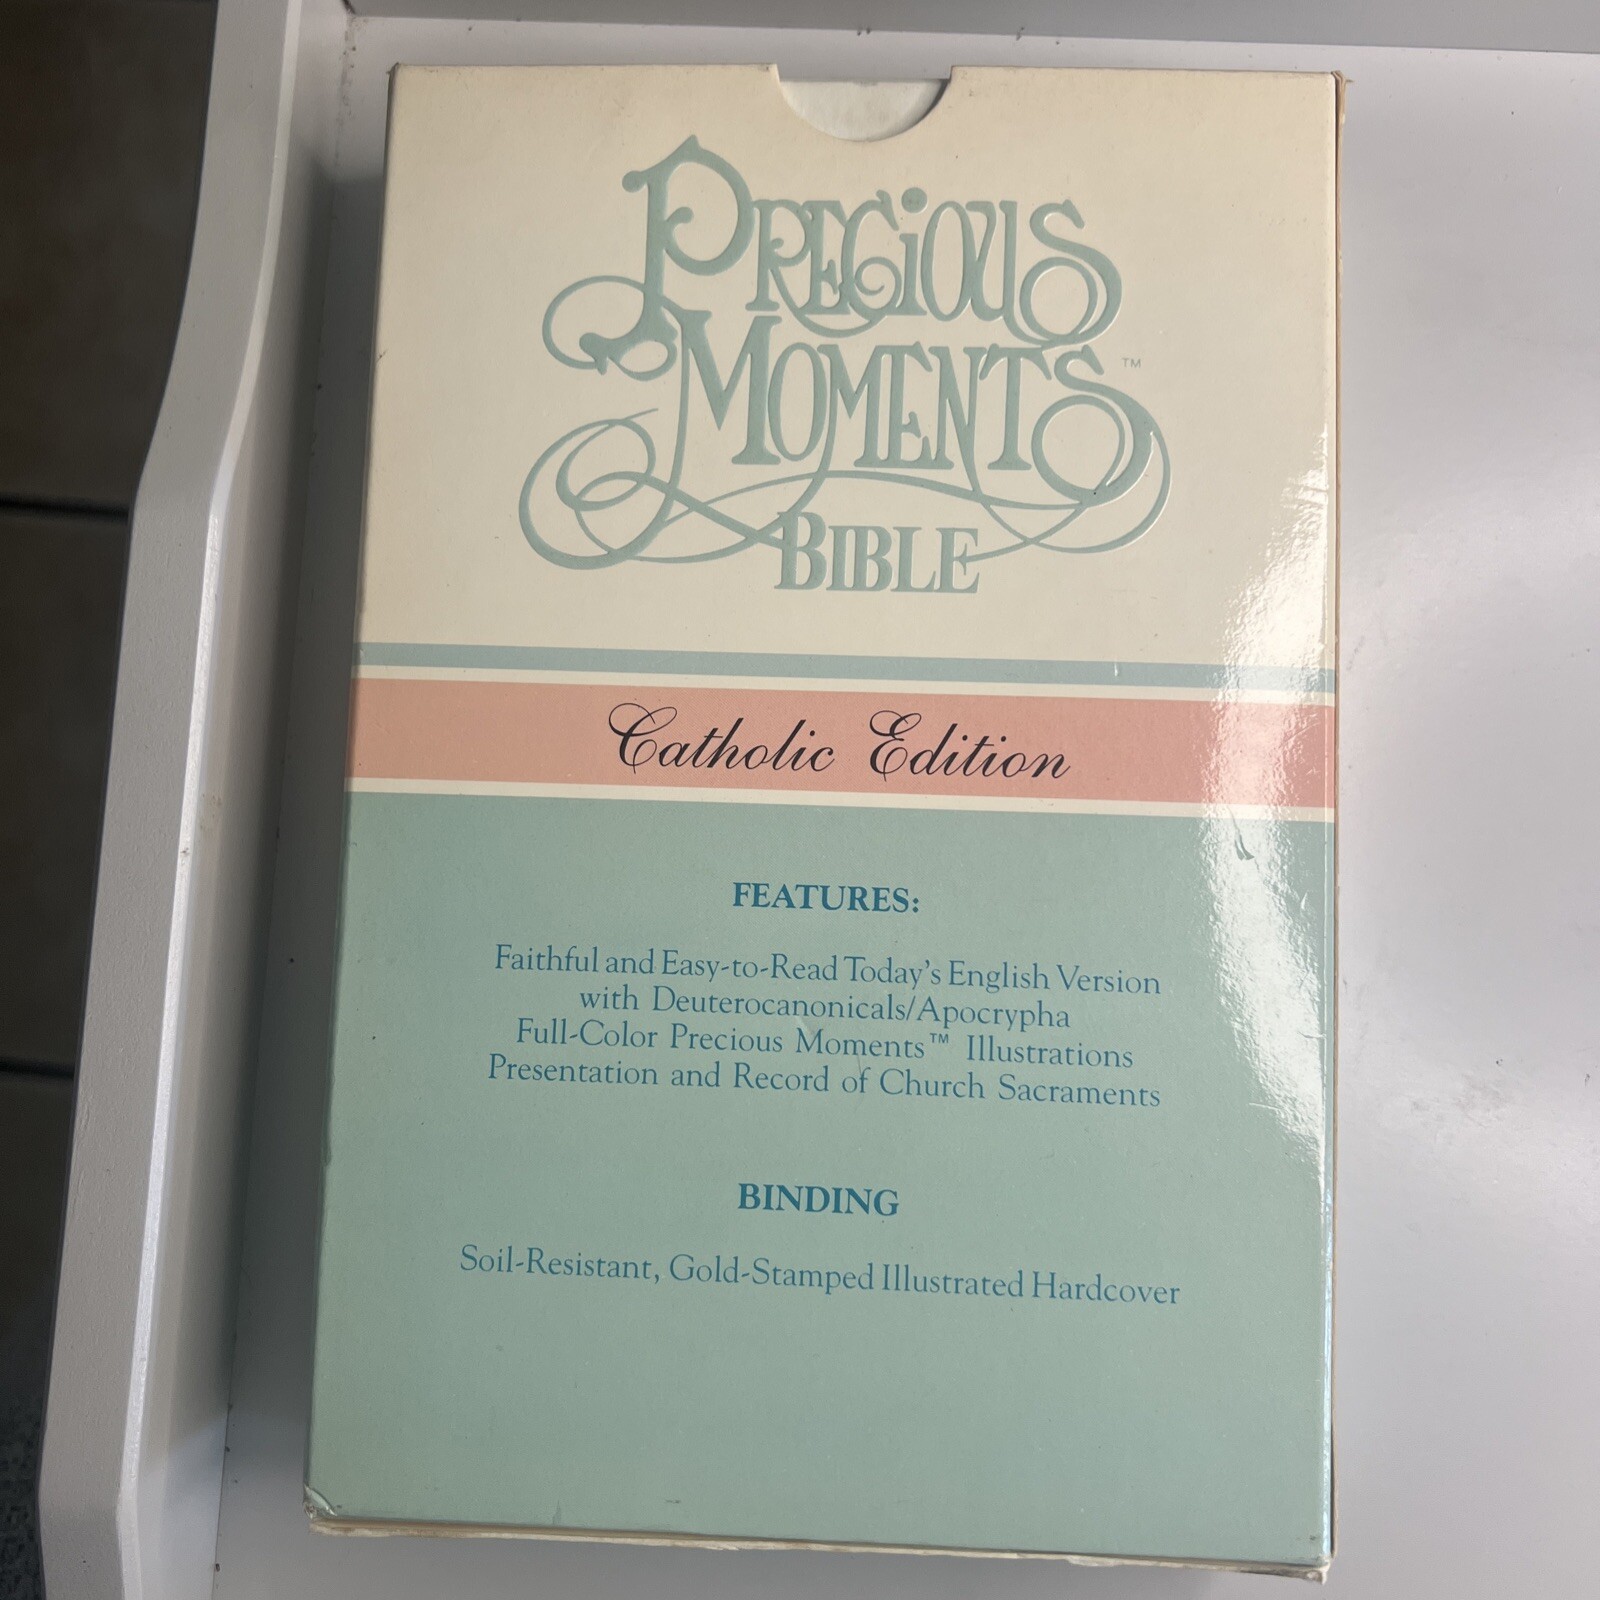 PRECIOUS
MOMENTS™
BIBLE
Catholic Edition
FEATURES:
Faithful and Easy-to-Read Today's English Version
with Deuterocanonicals/Apocrypha
Full-Color Precious Moments™ Illustrations
Presentation and Record of Church Sacraments
BINDING
Soil-Resistant, Gold-Stamped Illustrated Hardcover